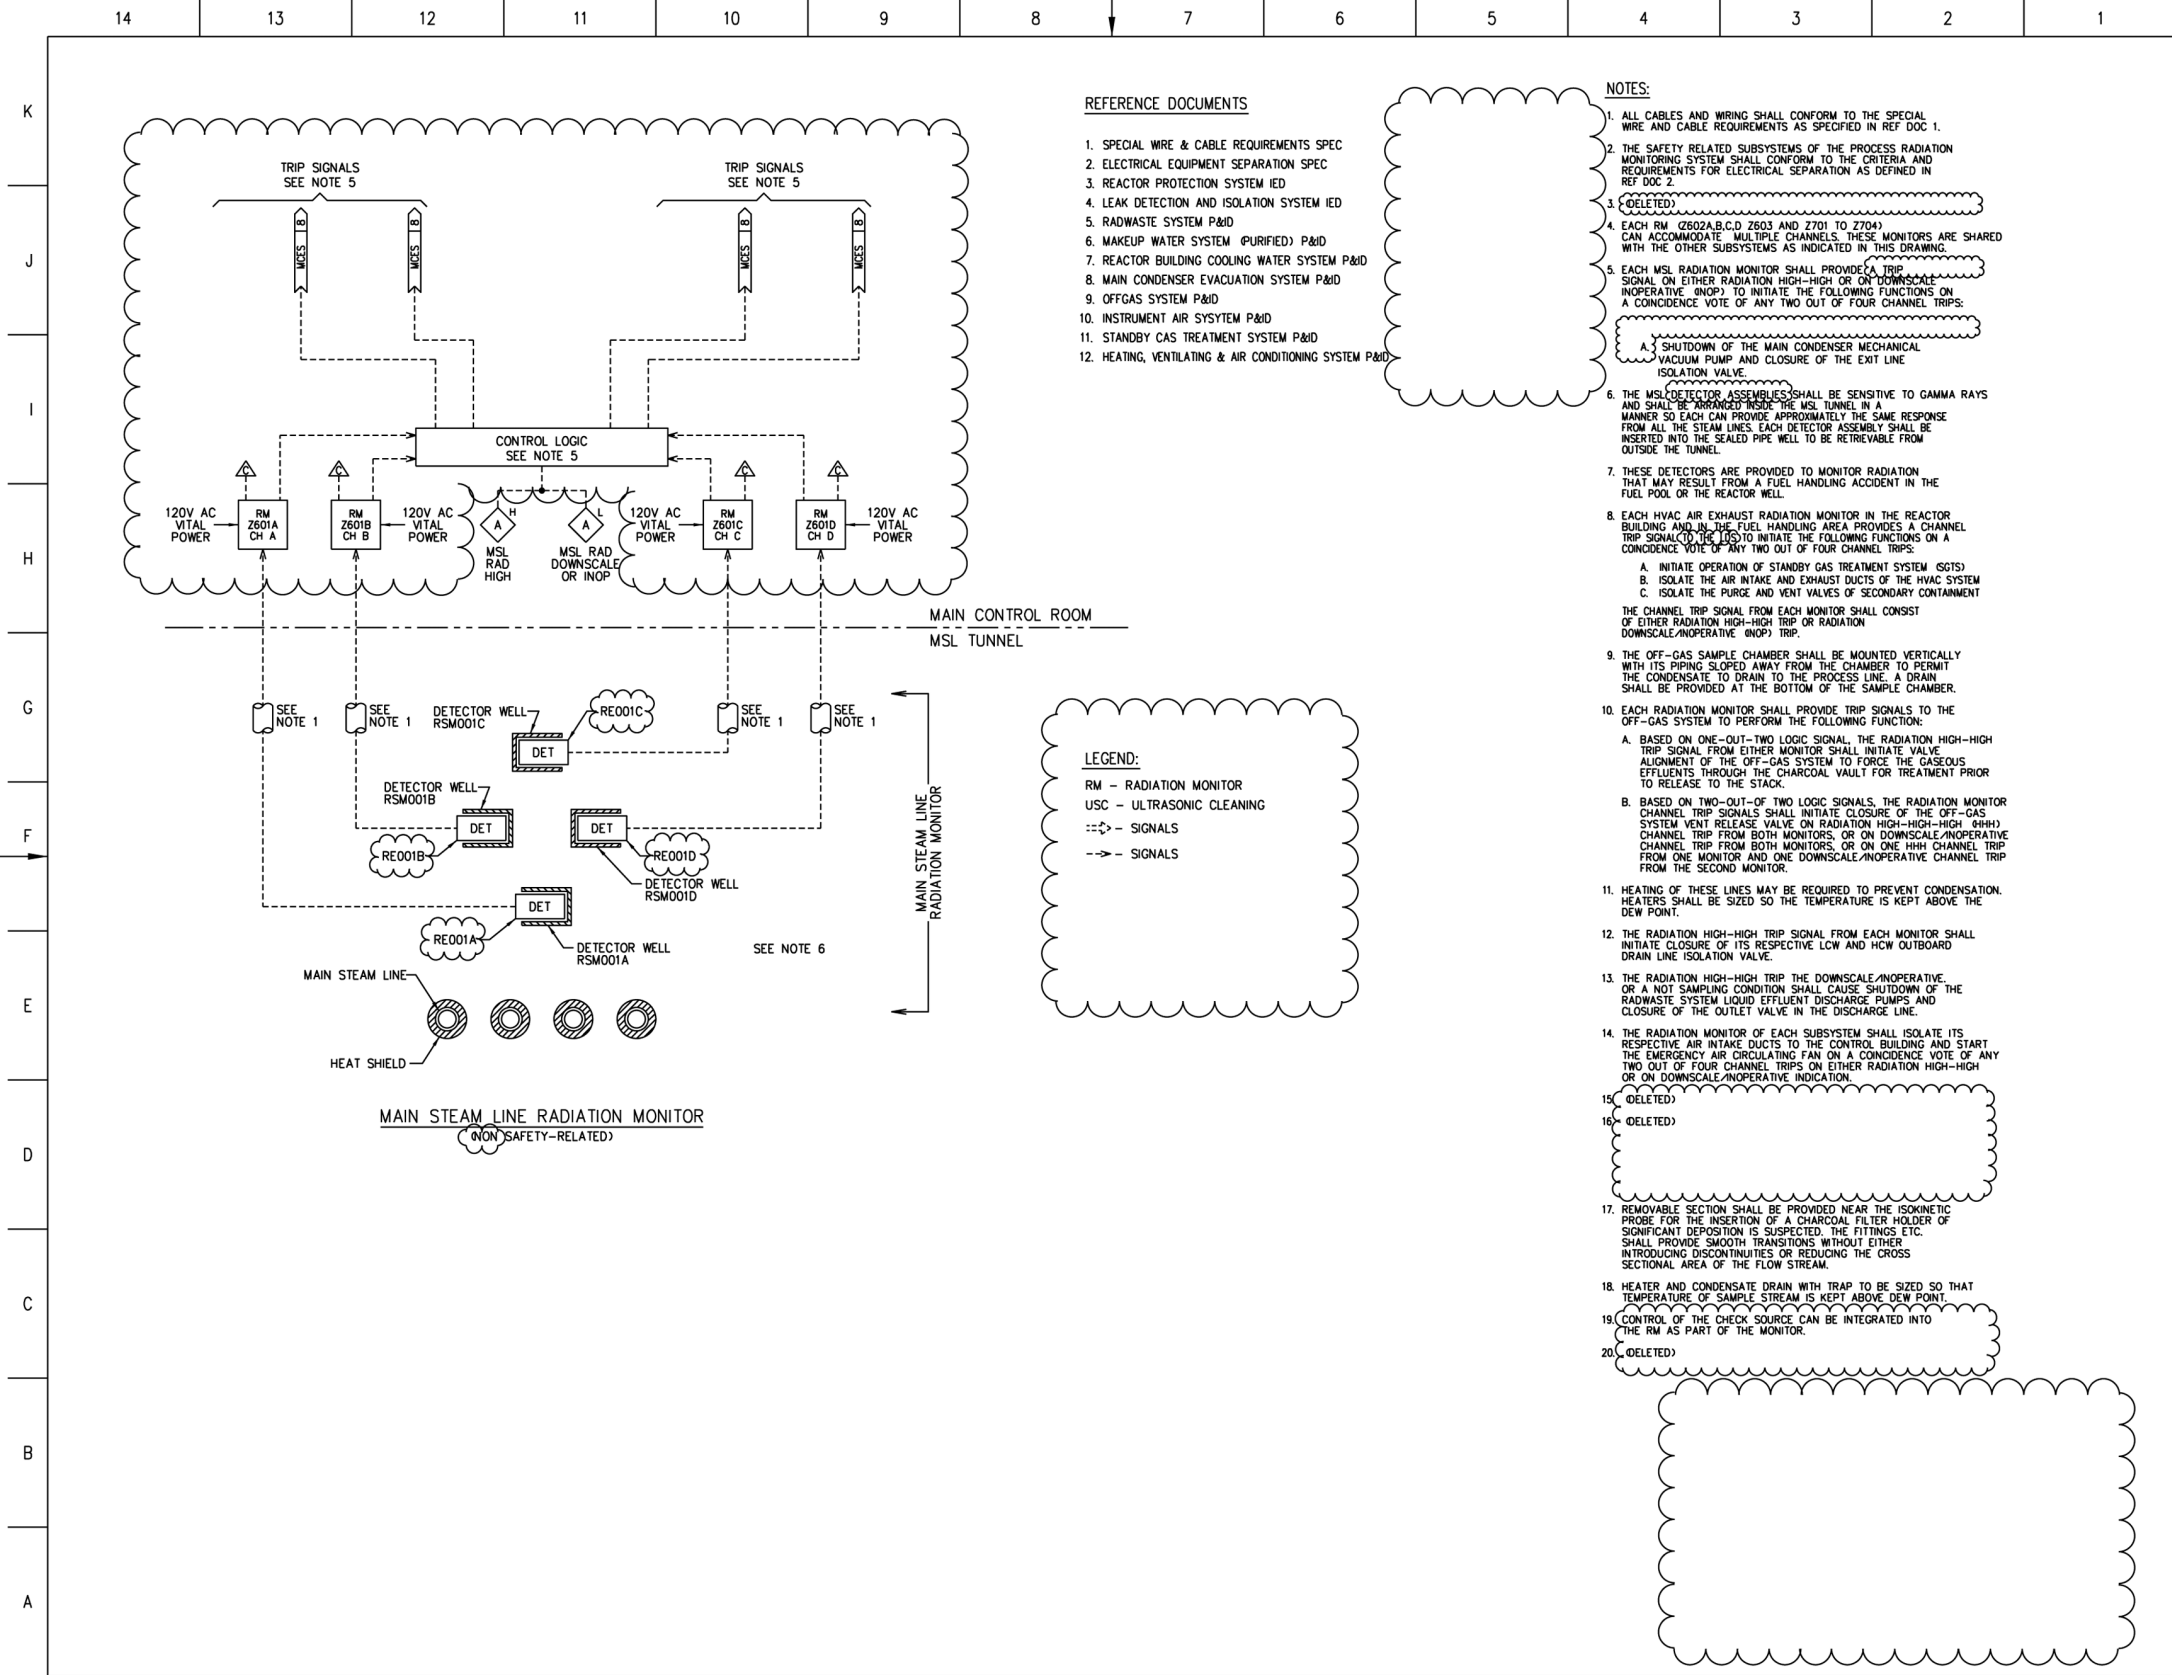 14 13 12 11 10 9 8 7 6 5 4 3 2 1
K
J
I
H
G
F
E
D
C
B
A
TRIP SIGNALS
SEE NOTE 5
TRIP SIGNALS
SEE NOTE 5
MCES 8
MCES 8
MCES 8
MCES 8
CONTROL LOGIC
SEE NOTE 5
C
C
C
C
120V AC
VITAL
POWER
RM
Z601A
CH A
RM
Z601B
CH B
120V AC
VITAL
POWER
A
H
MSL
RAD
HIGH
A
L
MSL RAD
DOWNSCALE
OR INOP
120V AC
VITAL
POWER
RM
Z601C
CH C
RM
Z601D
CH D
120V AC
VITAL
POWER
MAIN CONTROL ROOM
MSL TUNNEL
SEE
NOTE 1
SEE
NOTE 1
SEE
NOTE 1
SEE
NOTE 1
DETECTOR WELL
RSM001C
RE001C
DET
DETECTOR WELL
RSM001B
DET
RE001B
DET
RE001D
DETECTOR WELL
RSM001D
DET
RE001A
DETECTOR WELL
RSM001A
SEE NOTE 6
MAIN STEAM LINE
RADIATION MONITOR
MAIN STEAM LINE
HEAT SHIELD
MAIN STEAM LINE RADIATION MONITOR
(NON SAFETY-RELATED)
REFERENCE DOCUMENTS
1. SPECIAL WIRE & CABLE REQUIREMENTS SPEC
2. ELECTRICAL EQUIPMENT SEPARATION SPEC
3. REACTOR PROTECTION SYSTEM IED
4. LEAK DETECTION AND ISOLATION SYSTEM IED
5. RADWASTE SYSTEM P&ID
6. MAKEUP WATER SYSTEM (PURIFIED) P&ID
7. REACTOR BUILDING COOLING WATER SYSTEM P&ID
8. MAIN CONDENSER EVACUATION SYSTEM P&ID
9. OFFGAS SYSTEM P&ID
10. INSTRUMENT AIR SYSYTEM P&ID
11. STANDBY CAS TREATMENT SYSTEM P&ID
12. HEATING, VENTILATING & AIR CONDITIONING SYSTEM P&ID
LEGEND:
RM – RADIATION MONITOR
USC – ULTRASONIC CLEANING
– SIGNALS
– SIGNALS
NOTES:
1. ALL CABLES AND WIRING SHALL CONFORM TO THE SPECIAL
WIRE AND CABLE REQUIREMENTS AS SPECIFIED IN REF DOC 1.
2. THE SAFETY RELATED SUBSYSTEMS OF THE PROCESS RADIATION
MONITORING SYSTEM SHALL CONFORM TO THE CRITERIA AND
REQUIREMENTS FOR ELECTRICAL SEPARATION AS DEFINED IN
REF DOC 2.
3. (DELETED)
4. EACH RM (Z602A,B,C,D Z603 AND Z701 TO Z704)
CAN ACCOMMODATE MULTIPLE CHANNELS. THESE MONITORS ARE SHARED
WITH THE OTHER SUBSYSTEMS AS INDICATED IN THIS DRAWING.
5. EACH MSL RADIATION MONITOR SHALL PROVIDE A TRIP
SIGNAL ON EITHER RADIATION HIGH-HIGH OR ON DOWNSCALE
INOPERATIVE (INOP) TO INITIATE THE FOLLOWING FUNCTIONS ON
A COINCIDENCE VOTE OF ANY TWO OUT OF FOUR CHANNEL TRIPS:
A. SHUTDOWN OF THE MAIN CONDENSER MECHANICAL
VACUUM PUMP AND CLOSURE OF THE EXIT LINE
ISOLATION VALVE.
6. THE MSL DETECTOR ASSEMBLIES SHALL BE SENSITIVE TO GAMMA RAYS
AND SHALL BE ARRANGED INSIDE THE MSL TUNNEL IN A
MANNER SO EACH CAN PROVIDE APPROXIMATELY THE SAME RESPONSE
FROM ALL THE STEAM LINES. EACH DETECTOR ASSEMBLY SHALL BE
INSERTED INTO THE SEALED PIPE WELL TO BE RETRIEVABLE FROM
OUTSIDE THE TUNNEL.
7. THESE DETECTORS ARE PROVIDED TO MONITOR RADIATION
THAT MAY RESULT FROM A FUEL HANDLING ACCIDENT IN THE
FUEL POOL OR THE REACTOR WELL.
8. EACH HVAC AIR EXHAUST RADIATION MONITOR IN THE REACTOR
BUILDING AND IN THE FUEL HANDLING AREA PROVIDES A CHANNEL
TRIP SIGNAL TO THE LDS TO INITIATE THE FOLLOWING FUNCTIONS ON A
COINCIDENCE VOTE OF ANY TWO OUT OF FOUR CHANNEL TRIPS:
A. INITIATE OPERATION OF STANDBY GAS TREATMENT SYSTEM (SGTS)
B. ISOLATE THE AIR INTAKE AND EXHAUST DUCTS OF THE HVAC SYSTEM
C. ISOLATE THE PURGE AND VENT VALVES OF SECONDARY CONTAINMENT
THE CHANNEL TRIP SIGNAL FROM EACH MONITOR SHALL CONSIST
OF EITHER RADIATION HIGH-HIGH TRIP OR RADIATION
DOWNSCALE/INOPERATIVE (INOP) TRIP.
9. THE OFF-GAS SAMPLE CHAMBER SHALL BE MOUNTED VERTICALLY
WITH ITS PIPING SLOPED AWAY FROM THE CHAMBER TO PERMIT
THE CONDENSATE TO DRAIN TO THE PROCESS LINE. A DRAIN
SHALL BE PROVIDED AT THE BOTTOM OF THE SAMPLE CHAMBER.
10. EACH RADIATION MONITOR SHALL PROVIDE TRIP SIGNALS TO THE
OFF-GAS SYSTEM TO PERFORM THE FOLLOWING FUNCTION:
A. BASED ON ONE-OUT-TWO LOGIC SIGNAL, THE RADIATION HIGH-HIGH
TRIP SIGNAL FROM EITHER MONITOR SHALL INITIATE VALVE
ALIGNMENT OF THE OFF-GAS SYSTEM TO FORCE THE GASEOUS
EFFLUENTS THROUGH THE CHARCOAL VAULT FOR TREATMENT PRIOR
TO RELEASE TO THE STACK.
B. BASED ON TWO-OUT-OF TWO LOGIC SIGNALS, THE RADIATION MONITOR
CHANNEL TRIP SIGNALS SHALL INITIATE CLOSURE OF THE OFF-GAS
SYSTEM VENT RELEASE VALVE ON RADIATION HIGH-HIGH-HIGH (HHH)
CHANNEL TRIP FROM BOTH MONITORS, OR ON DOWNSCALE/INOPERATIVE
CHANNEL TRIP FROM BOTH MONITORS, OR ON ONE HHH CHANNEL TRIP
FROM ONE MONITOR AND ONE DOWNSCALE/INOPERATIVE CHANNEL TRIP
FROM THE SECOND MONITOR.
11. HEATING OF THESE LINES MAY BE REQUIRED TO PREVENT CONDENSATION.
HEATERS SHALL BE SIZED SO THE TEMPERATURE IS KEPT ABOVE THE
DEW POINT.
12. THE RADIATION HIGH-HIGH TRIP SIGNAL FROM EACH MONITOR SHALL
INITIATE CLOSURE OF ITS RESPECTIVE LCW AND HCW OUTBOARD
DRAIN LINE ISOLATION VALVE.
13. THE RADIATION HIGH-HIGH TRIP THE DOWNSCALE/INOPERATIVE.
OR A NOT SAMPLING CONDITION SHALL CAUSE SHUTDOWN OF THE
RADWASTE SYSTEM LIQUID EFFLUENT DISCHARGE PUMPS AND
CLOSURE OF THE OUTLET VALVE IN THE DISCHARGE LINE.
14. THE RADIATION MONITOR OF EACH SUBSYSTEM SHALL ISOLATE ITS
RESPECTIVE AIR INTAKE DUCTS TO THE CONTROL BUILDING AND START
THE EMERGENCY AIR CIRCULATING FAN ON A COINCIDENCE VOTE OF ANY
TWO OUT OF FOUR CHANNEL TRIPS ON EITHER RADIATION HIGH-HIGH
OR ON DOWNSCALE/INOPERATIVE INDICATION.
15. (DELETED)
16. (DELETED)
17. REMOVABLE SECTION SHALL BE PROVIDED NEAR THE ISOKINETIC
PROBE FOR THE INSERTION OF A CHARCOAL FILTER HOLDER OF
SIGNIFICANT DEPOSITION IS SUSPECTED. THE FITTINGS ETC.
SHALL PROVIDE SMOOTH TRANSITIONS WITHOUT EITHER
INTRODUCING DISCONTINUITIES OR REDUCING THE CROSS
SECTIONAL AREA OF THE FLOW STREAM.
18. HEATER AND CONDENSATE DRAIN WITH TRAP TO BE SIZED SO THAT
TEMPERATURE OF SAMPLE STREAM IS KEPT ABOVE DEW POINT.
19. CONTROL OF THE CHECK SOURCE CAN BE INTEGRATED INTO
THE RM AS PART OF THE MONITOR.
20. (DELETED)